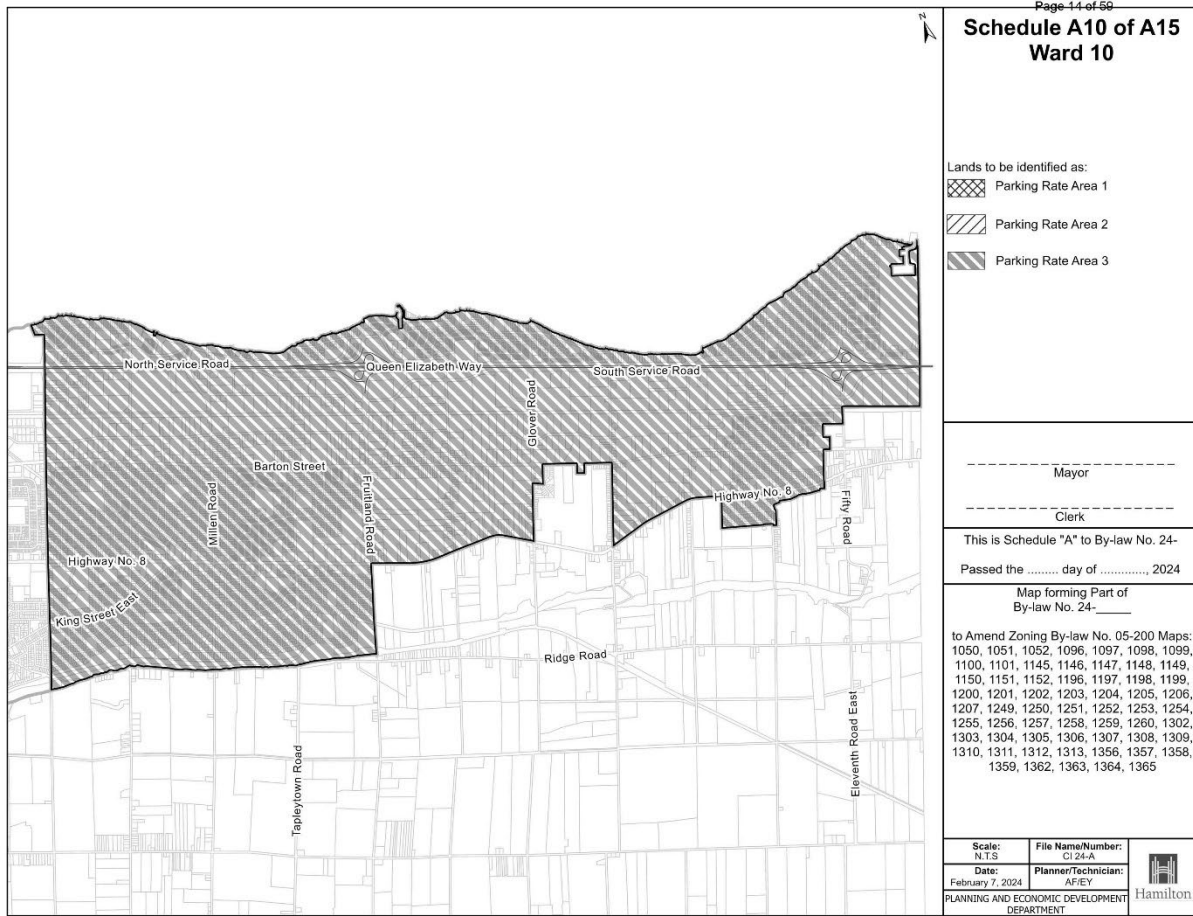 Page 14 of 59
Schedule A10 of A15
Ward 10
N
Lands to be identified as:
Parking Rate Area 1
Parking Rate Area 2
Parking Rate Area 3
North Service Road
Queen Elizabeth Way
South Service Road
Glover Road
Barton Street
Millen Road
Fruitland Road
Highway No. 8
Fifty Road
Highway No. 8
King Street East
Ridge Road
Tapleytown Road
Eleventh Road East
Mayor
Clerk
This is Schedule "A" to By-law No. 24-
Passed the ......... day of ............., 2024
Map forming Part of
By-law No. 24-_____
to Amend Zoning By-law No. 05-200 Maps:
1050, 1051, 1052, 1096, 1097, 1098, 1099,
1100, 1101, 1145, 1146, 1147, 1148, 1149,
1150, 1151, 1152, 1196, 1197, 1198, 1199,
1200, 1201, 1202, 1203, 1204, 1205, 1206,
1207, 1249, 1250, 1251, 1252, 1253, 1254,
1255, 1256, 1257, 1258, 1259, 1260, 1302,
1303, 1304, 1305, 1306, 1307, 1308, 1309,
1310, 1311, 1312, 1313, 1356, 1357, 1358,
1359, 1362, 1363, 1364, 1365
Scale:
N.T.S
File Name/Number:
CI 24-A
Date:
February 7, 2024
Planner/Technician:
AF/EY
PLANNING AND ECONOMIC DEVELOPMENT
DEPARTMENT
Hamilton